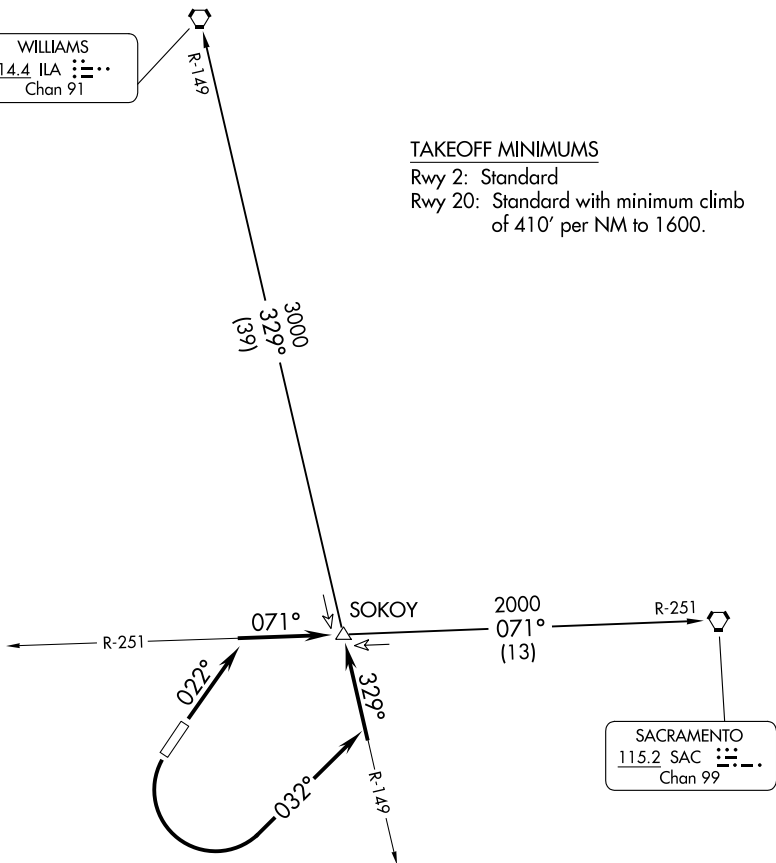 WILLIAMS
14.4 ILA
Chan 91
R-149
TAKEOFF MINIMUMS
Rwy 2: Standard
Rwy 20: Standard with minimum climb
of 410' per NM to 1600.
3000
329°
(39)
SOKOY
2000
071°
(13)
R-251
071°
R-251
022°
329°
032°
R-149
SACRAMENTO
115.2 SAC
Chan 99